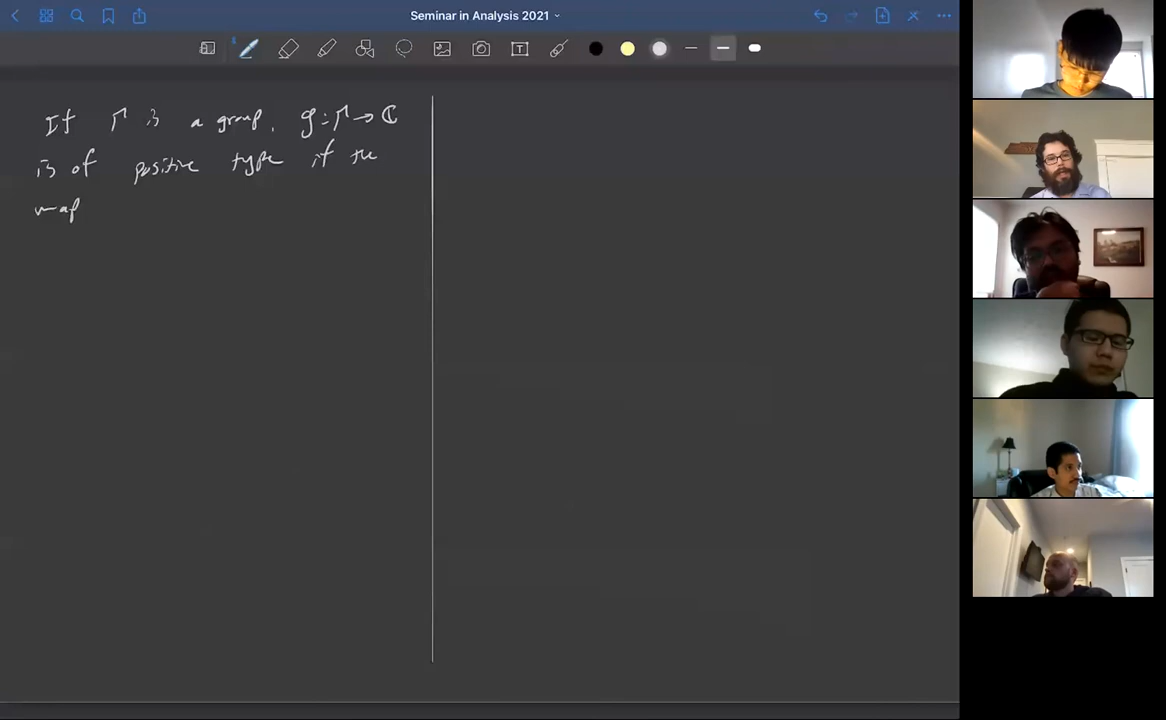 Seminar in Analysis 2021
If Γ is a group, φ: Γ → ℂ
is of positive type if the
map